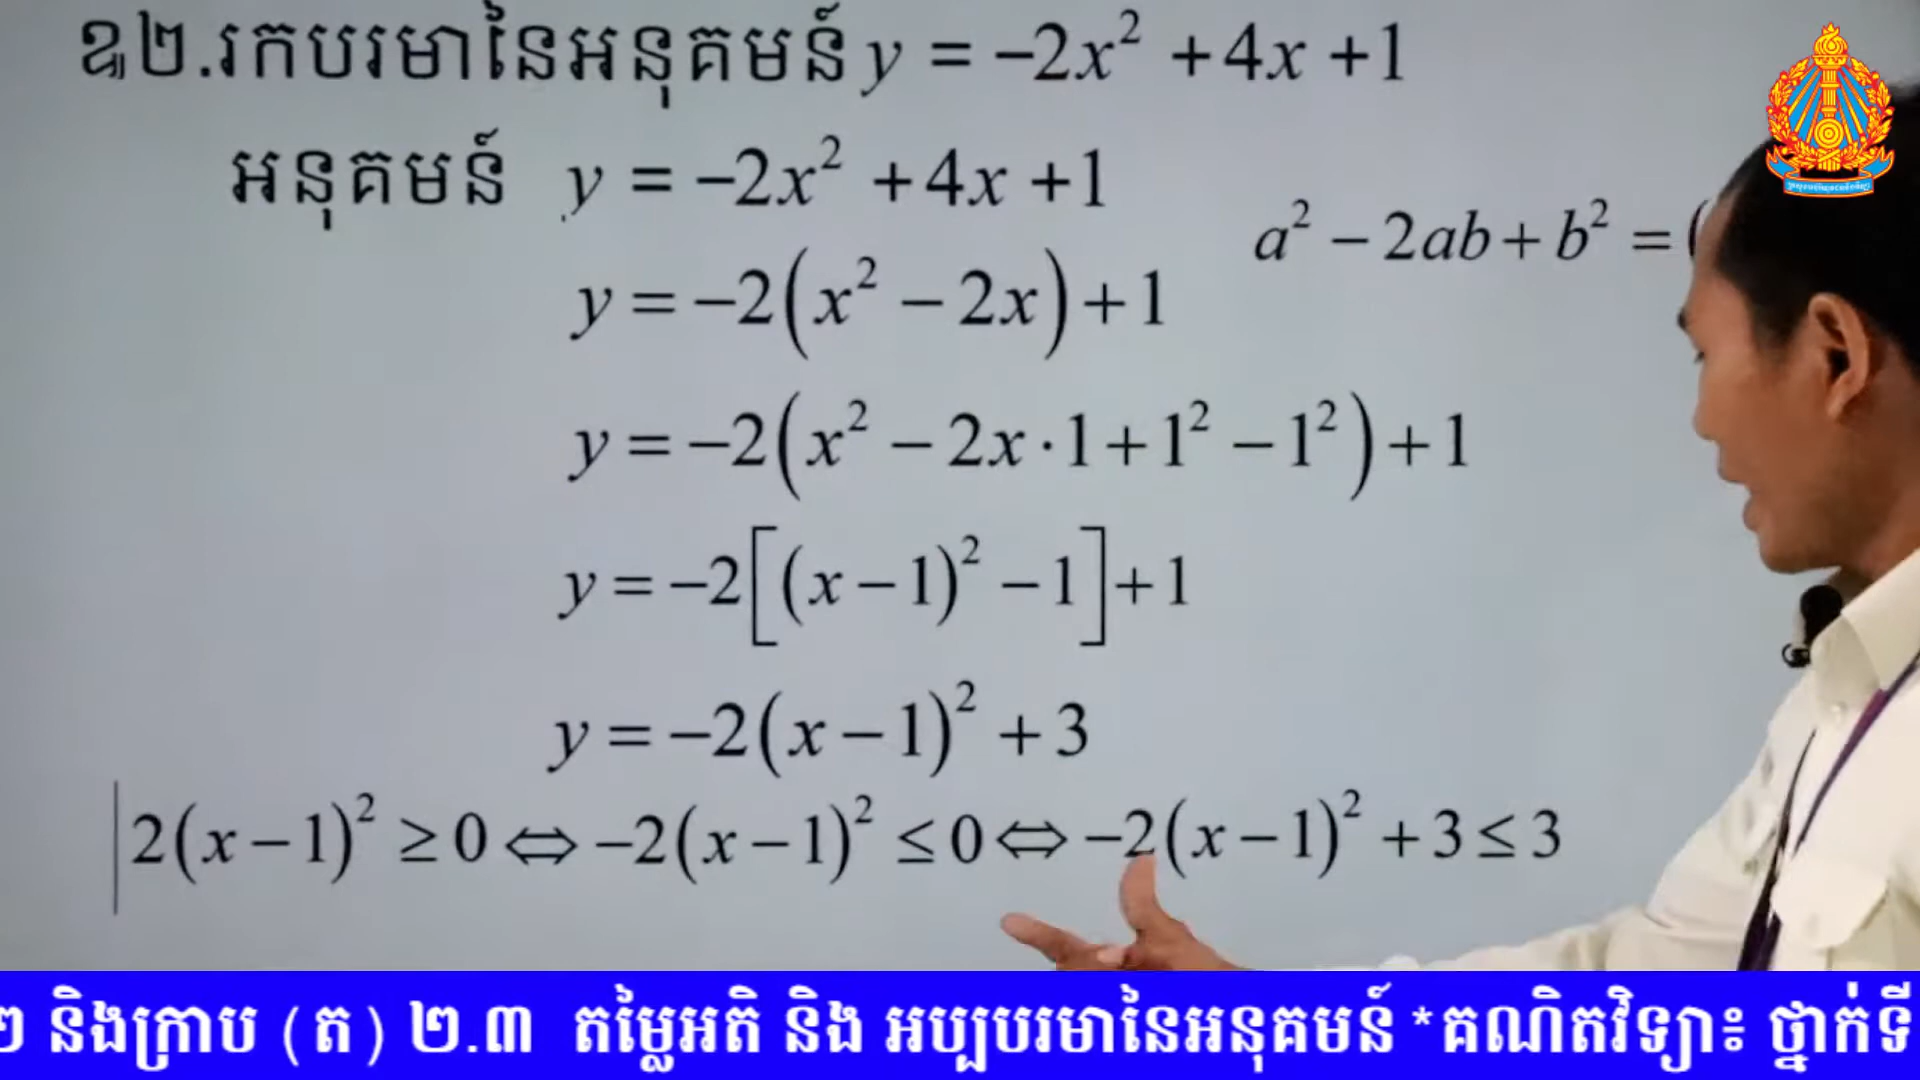 ឧ២.រកបរមានៃអនុគមន៍ y = −2x² + 4x + 1
អនុគមន៍ y = −2x² + 4x + 1
a² − 2ab + b² = (
y = −2(x² − 2x) + 1
y = −2(x² − 2x · 1 + 1² − 1²) + 1
y = −2[(x − 1)² − 1] + 1
y = −2(x − 1)² + 3
2(x − 1)² ≥ 0 ⇔ −2(x − 1)² ≤ 0 ⇔ −2(x − 1)² + 3 ≤ 3
២ និងក្រាប (ត) ២.៣ តម្លៃអតិ និង អប្បបរមានៃអនុគមន៍ *គណិតវិទ្យា៖ ថ្នាក់ទី